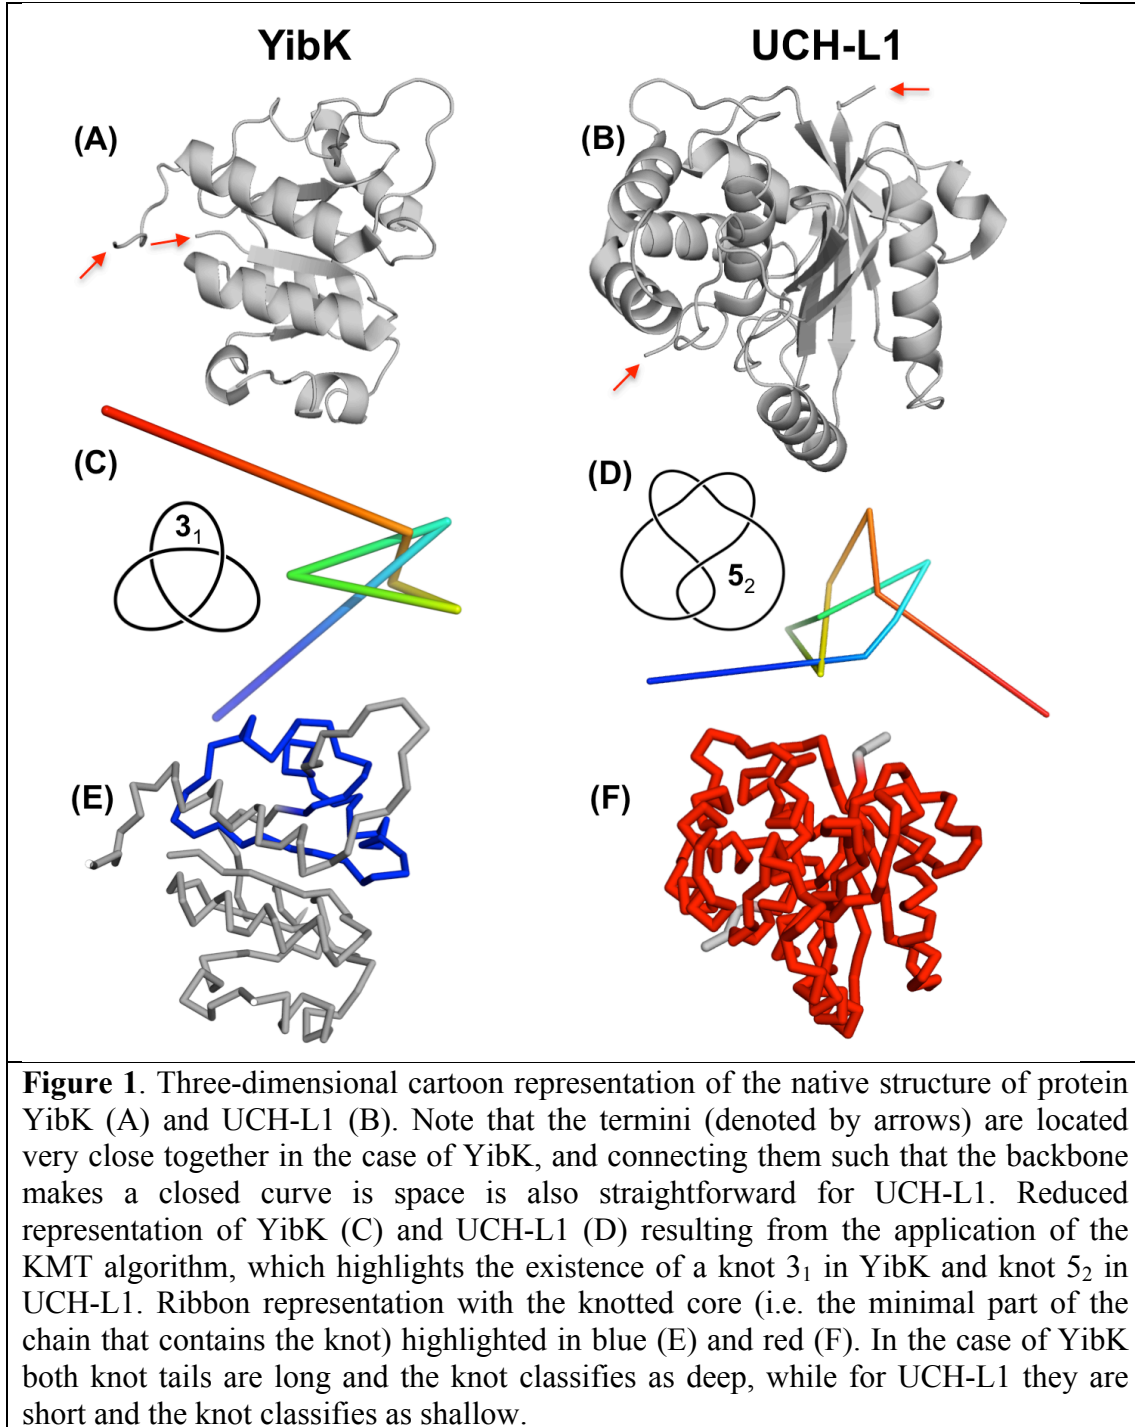 YibK
UCH-L1
(A)
(B)
(C)
3₁
(D)
5₂
(E)
(F)
Figure 1. Three-dimensional cartoon representation of the native structure of protein
YibK (A) and UCH-L1 (B). Note that the termini (denoted by arrows) are located
very close together in the case of YibK, and connecting them such that the backbone
makes a closed curve is space is also straightforward for UCH-L1. Reduced
representation of YibK (C) and UCH-L1 (D) resulting from the application of the
KMT algorithm, which highlights the existence of a knot 3₁ in YibK and knot 5₂ in
UCH-L1. Ribbon representation with the knotted core (i.e. the minimal part of the
chain that contains the knot) highlighted in blue (E) and red (F). In the case of YibK
both knot tails are long and the knot classifies as deep, while for UCH-L1 they are
short and the knot classifies as shallow.